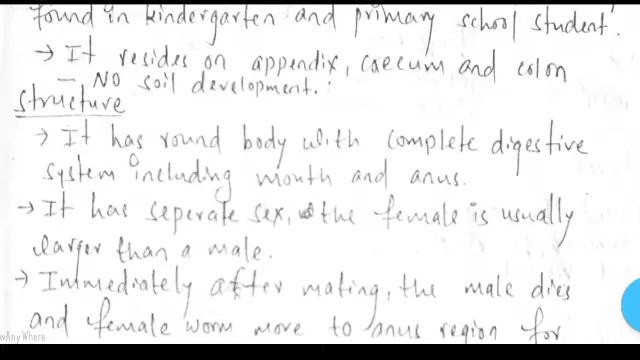 found in kindergarten and primary school student.
→ It resides on appendix, caecum and colon
– No soil development.
Structure
→ It has round body with complete digestive
system including mouth and anus.
→ It has seperate sex, the female is usually
larger than a male.
→ Immediately after mating, the male dies
and female worm move to anus region for
wAnyWhere